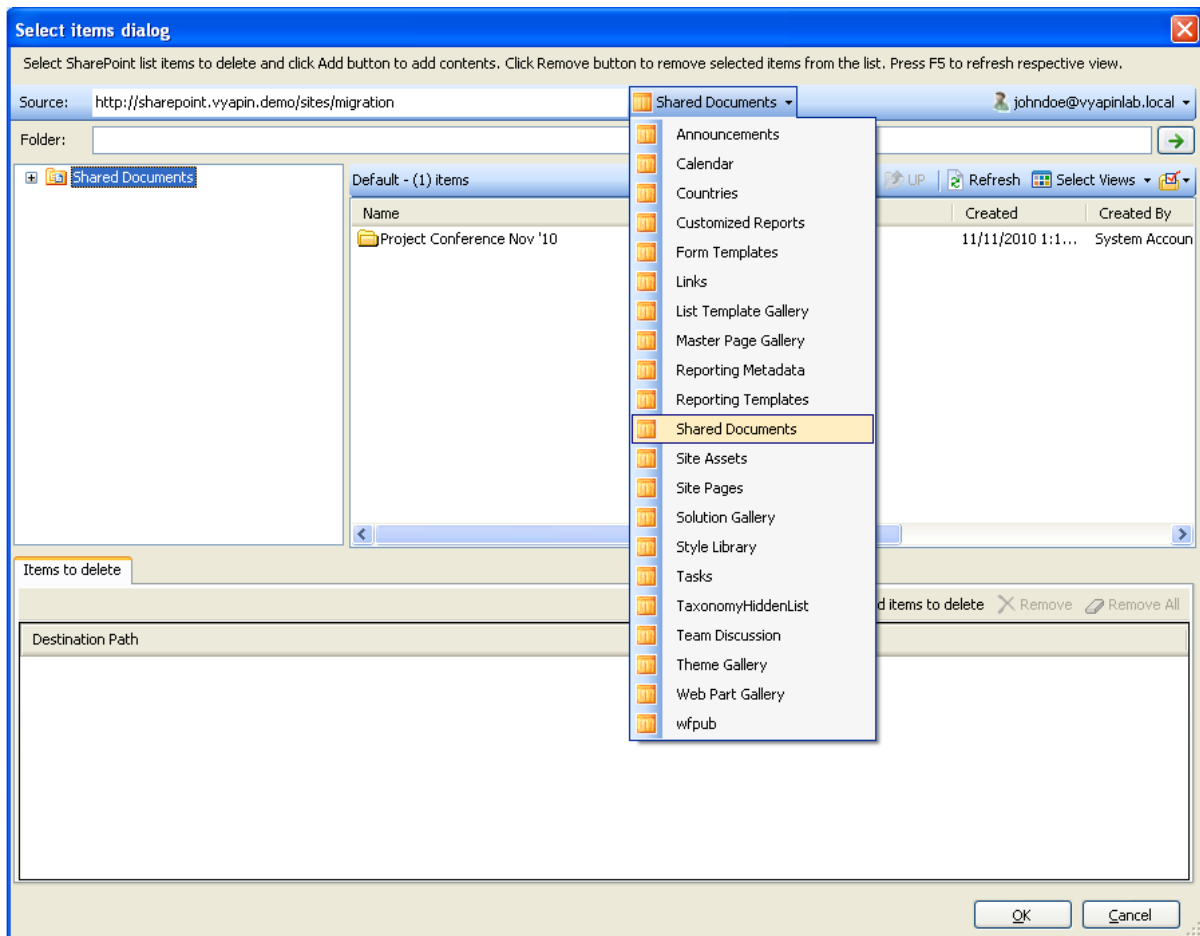 Select items dialog
Select SharePoint list items to delete and click Add button to add contents. Click Remove button to remove selected items from the list. Press F5 to refresh respective view.
Source: http://sharepoint.vyapin.demo/sites/migration Shared Documents johndoe@vyapinlab.local
Folder:
Shared Documents
Default - (1) items UP Refresh Select Views
Name Created Created By
Project Conference Nov '10 11/11/2010 1:1... System Accoun
Announcements
Calendar
Countries
Customized Reports
Form Templates
Links
List Template Gallery
Master Page Gallery
Reporting Metadata
Reporting Templates
Shared Documents
Site Assets
Site Pages
Solution Gallery
Style Library
Tasks
TaxonomyHiddenList
Team Discussion
Theme Gallery
Web Part Gallery
wfpub
Items to delete
d items to delete Remove Remove All
Destination Path
OK Cancel